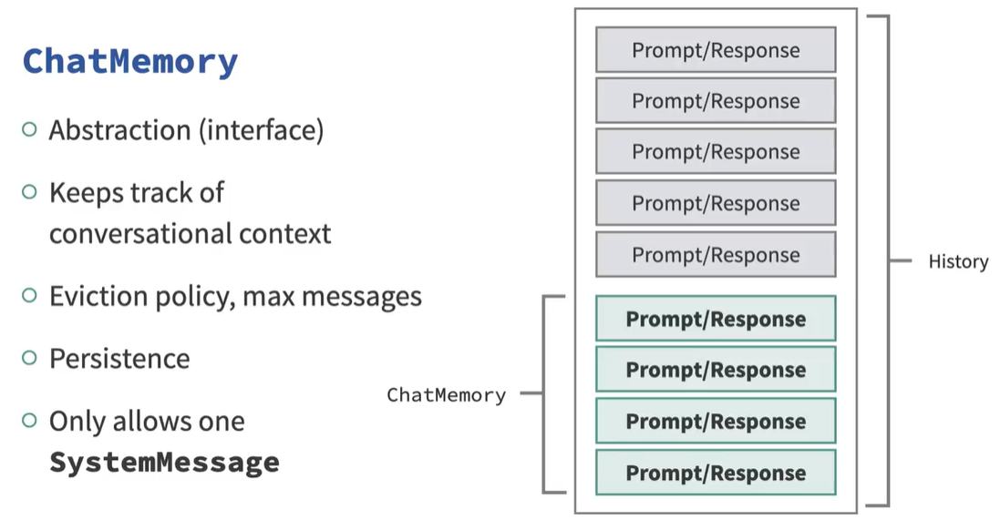 ChatMemory
Abstraction (interface)
Keeps track of
conversational context
Eviction policy, max messages
Persistence
Only allows one
SystemMessage
ChatMemory
Prompt/Response
Prompt/Response
Prompt/Response
Prompt/Response
Prompt/Response
Prompt/Response
Prompt/Response
Prompt/Response
Prompt/Response
History